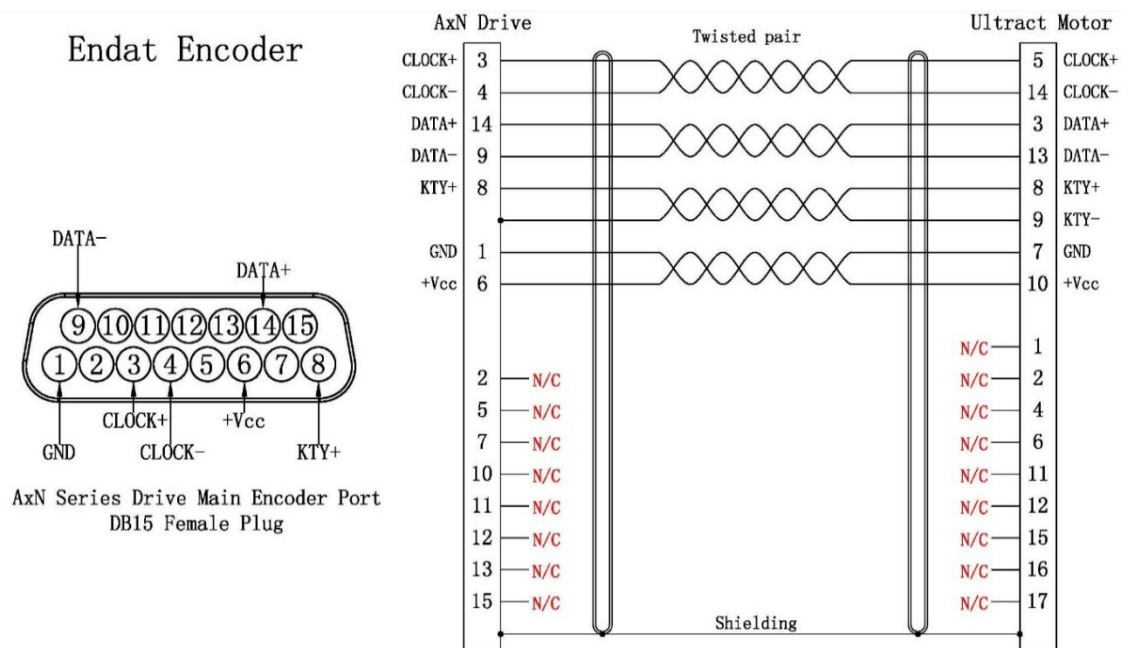 Endat Encoder
AxN Drive
Twisted pair
Ultract Motor
CLOCK+ 3 5 CLOCK+
CLOCK- 4 14 CLOCK-
DATA+ 14 3 DATA+
DATA- 9 13 DATA-
KTY+ 8 8 KTY+
9 KTY-
GND 1 7 GND
+Vcc 6 10 +Vcc
N/C 1
2 N/C N/C 2
5 N/C N/C 4
7 N/C N/C 6
10 N/C N/C 11
11 N/C N/C 12
12 N/C N/C 15
13 N/C N/C 16
15 N/C N/C 17
Shielding
DATA-
DATA+
9 10 11 12 13 14 15
1 2 3 4 5 6 7 8
CLOCK+ +Vcc
GND CLOCK- KTY+
AxN Series Drive Main Encoder Port
DB15 Female Plug